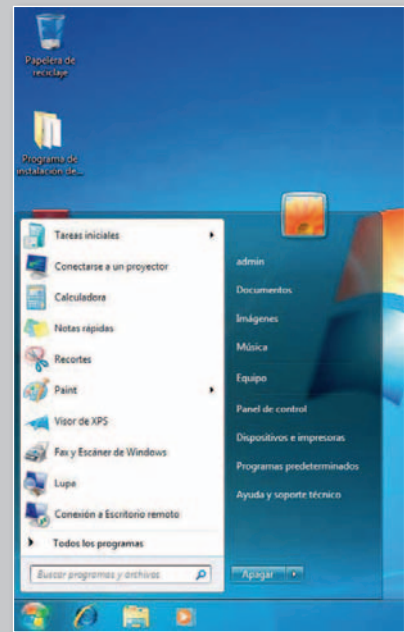 Papelera de
reciclaje
Programa de
instalación de...
Tareas iniciales
Conectarse a un proyector
Calculadora
Notas rápidas
Recortes
Paint
Visor de XPS
Fax y Escáner de Windows
Lupa
Conexión a Escritorio remoto
Todos los programas
Buscar programas y archivos
admin
Documentos
Imágenes
Música
Equipo
Panel de control
Dispositivos e impresoras
Programas predeterminados
Ayuda y soporte técnico
Apagar